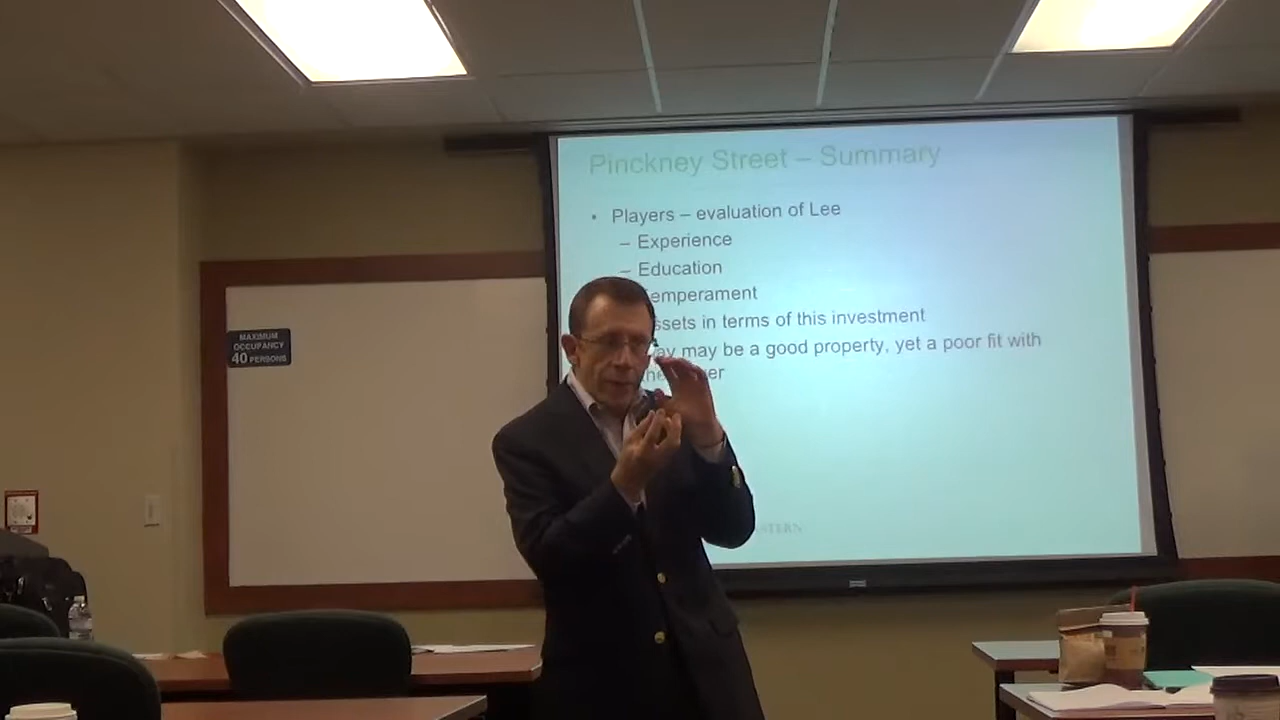 Pinckney Street – Summary
• Players – evaluation of Lee
– Experience
– Education
Temperament
ssets in terms of this investment
may be a good property, yet a poor fit with
MAXIMUM
OCCUPANCY
40 PERSONS